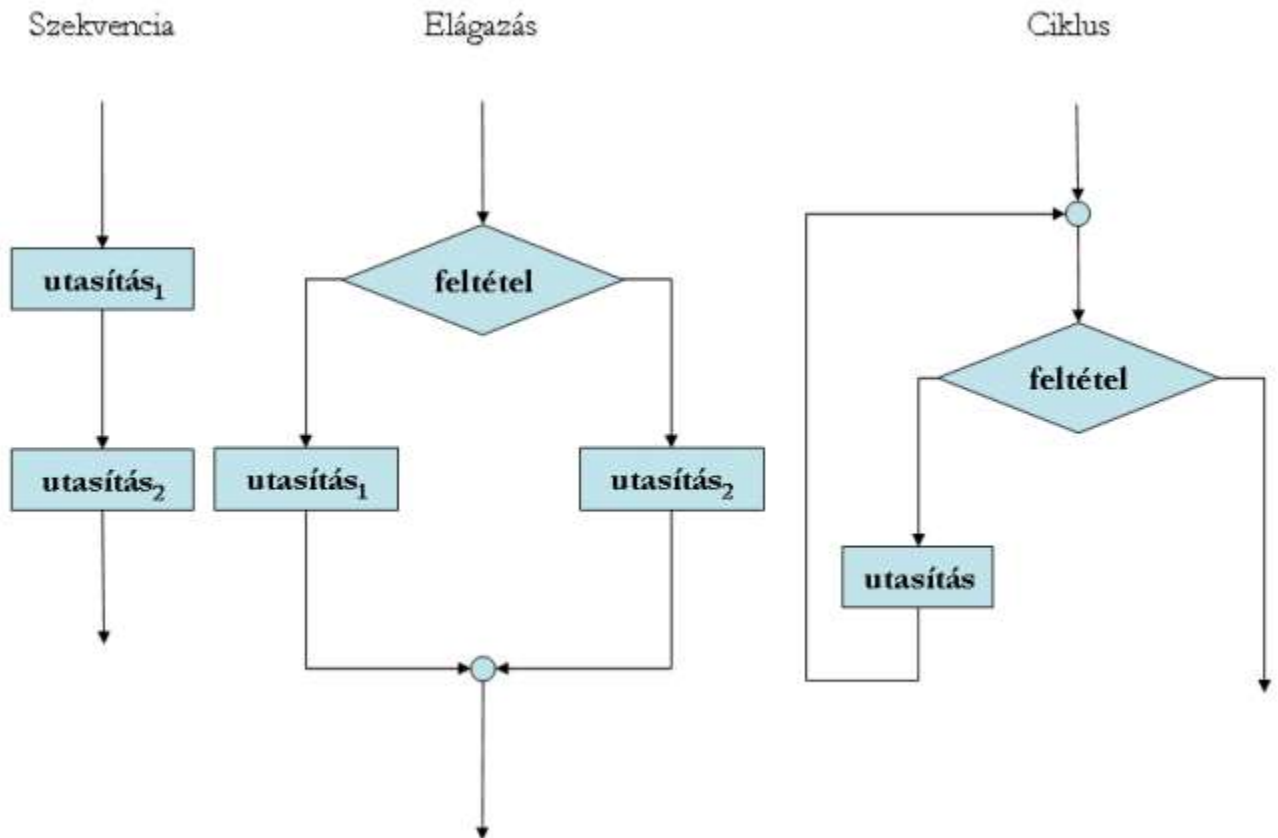 Szekvencia
Elágazás
Ciklus
utasítás₁
utasítás₂
feltétel
utasítás₁
utasítás₂
feltétel
utasítás